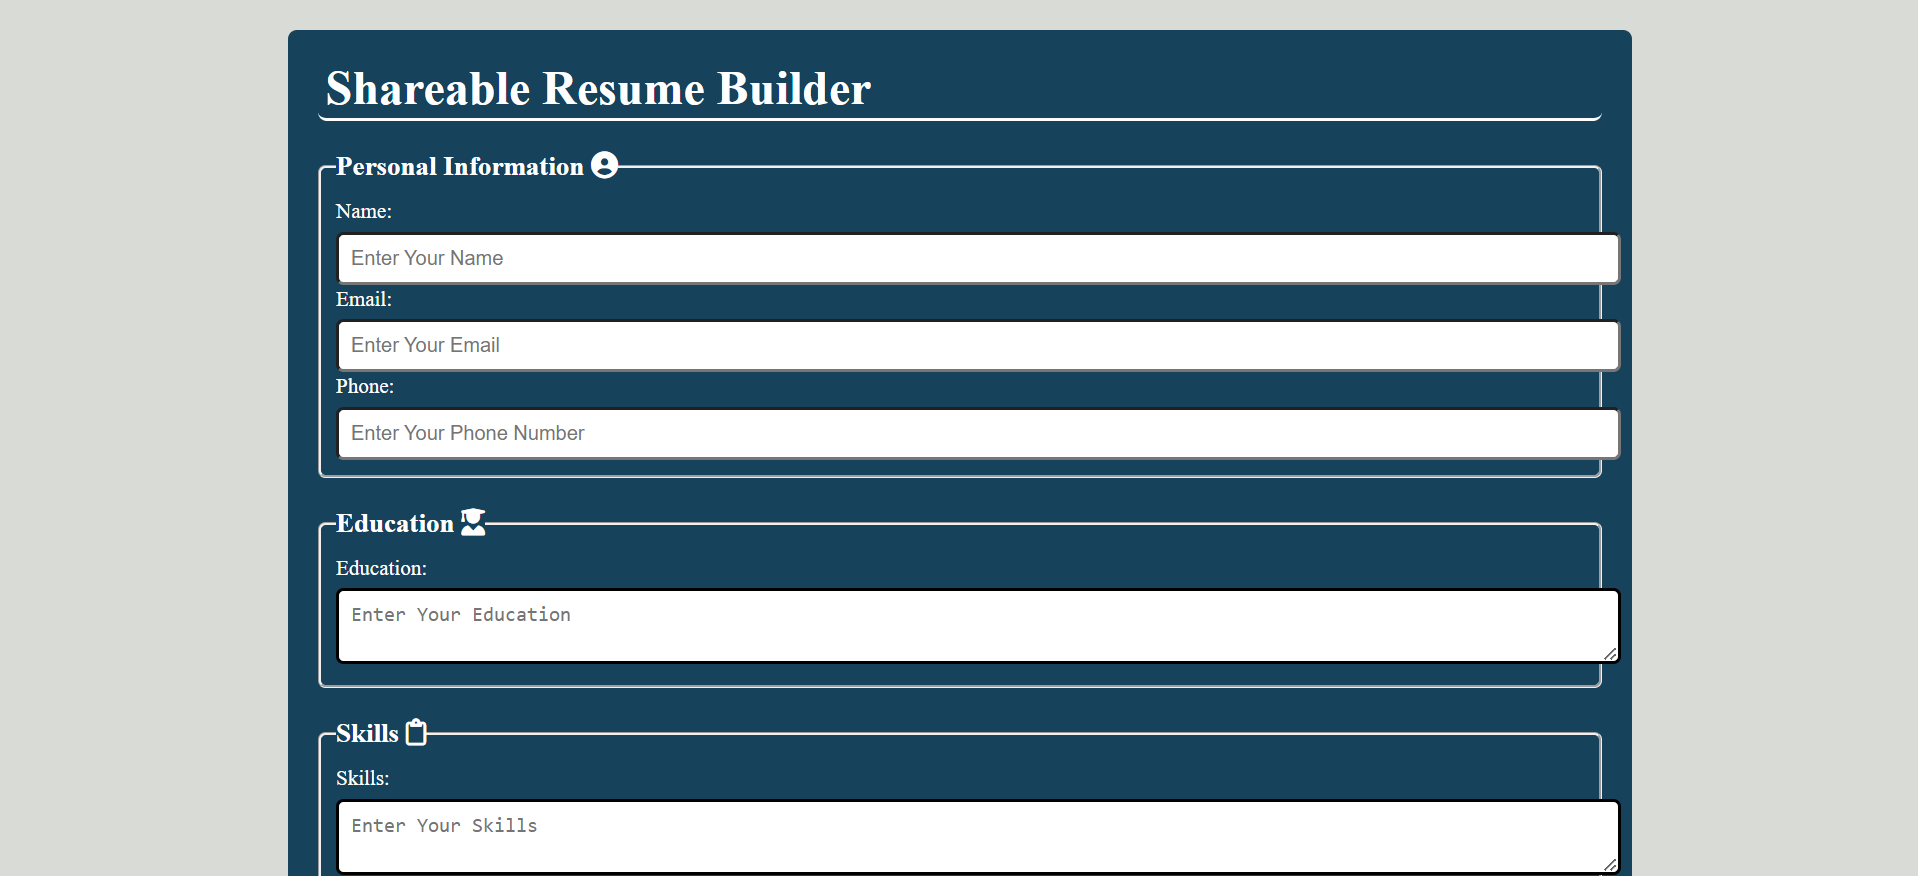 Shareable Resume Builder
Personal Information
Name:
Enter Your Name
Email:
Enter Your Email
Phone:
Enter Your Phone Number
Education
Education:
Enter Your Education
Skills
Skills:
Enter Your Skills